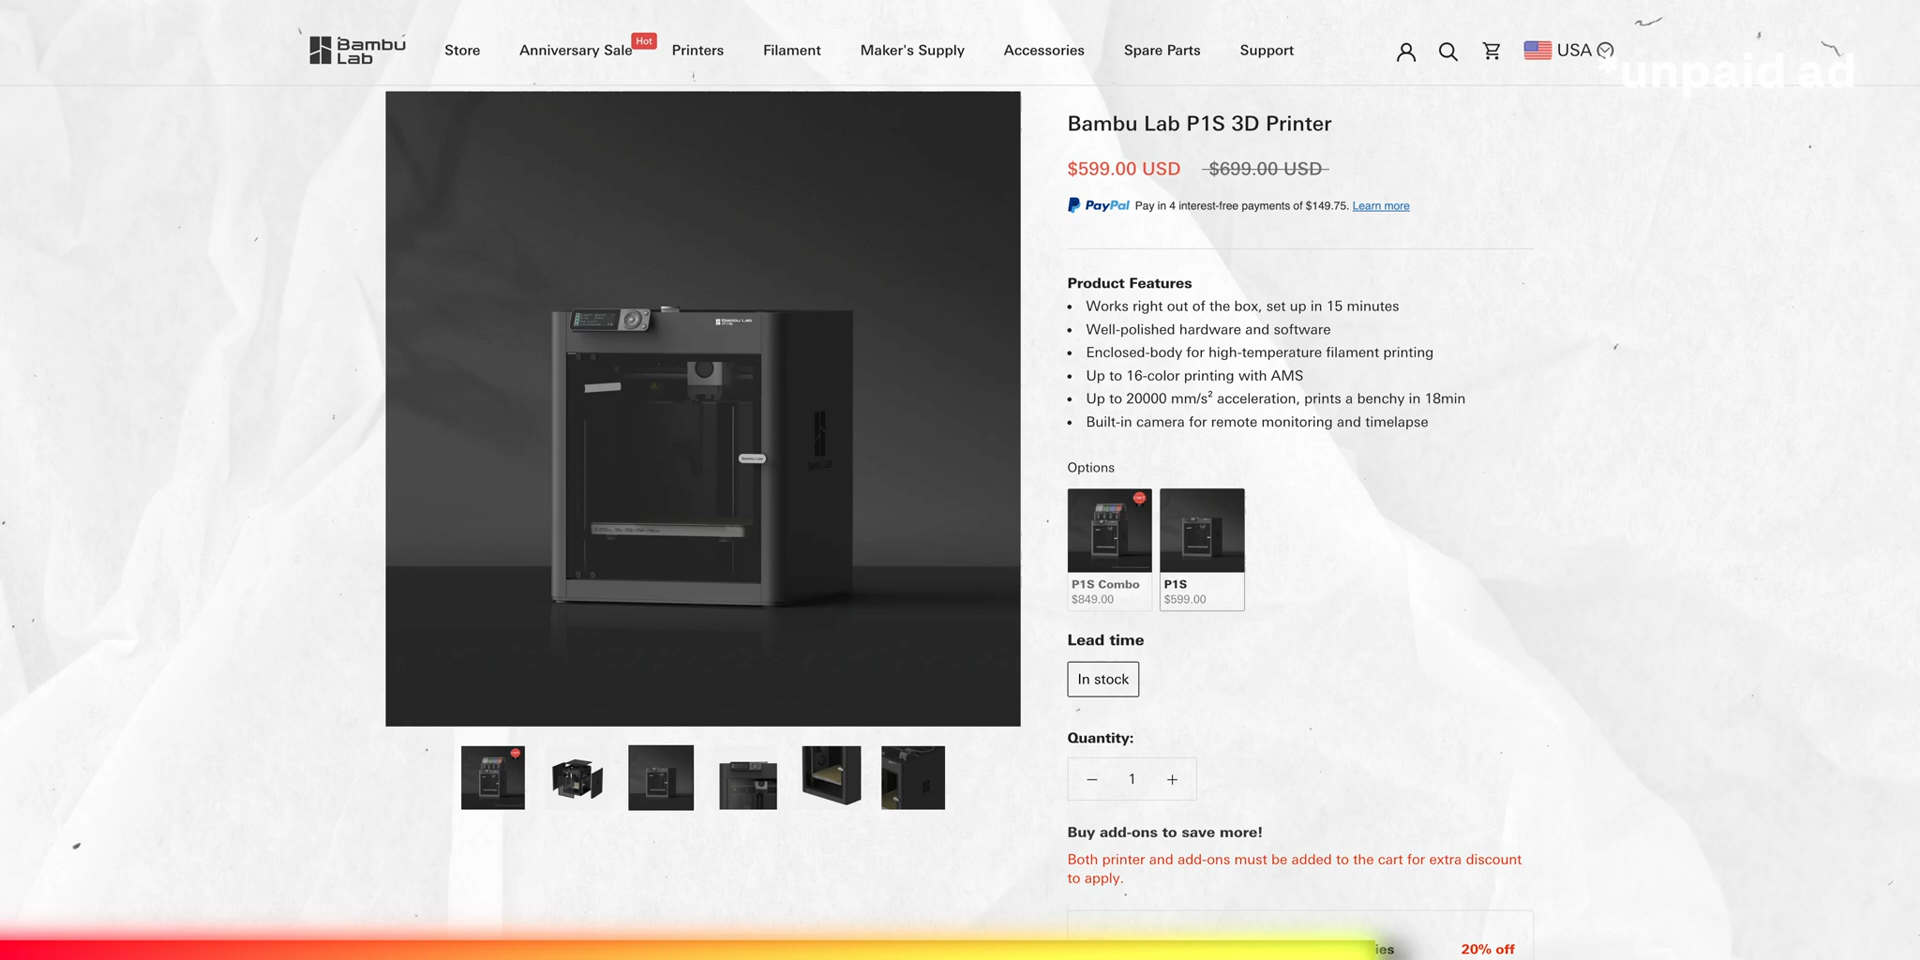 Bambu
Lab
Store
Anniversary Sale
Hot
Printers
Filament
Maker's Supply
Accessories
Spare Parts
Support
USA
*unpaid ad
Bambu Lab P1S 3D Printer
$599.00 USD $699.00 USD
PayPal Pay in 4 interest-free payments of $149.75. Learn more
Product Features
• Works right out of the box, set up in 15 minutes
• Well-polished hardware and software
• Enclosed-body for high-temperature filament printing
• Up to 16-color printing with AMS
• Up to 20000 mm/s² acceleration, prints a benchy in 18min
• Built-in camera for remote monitoring and timelapse
Options
P1S Combo
$849.00
P1S
$599.00
Lead time
In stock
Quantity:
1
Buy add-ons to save more!
Both printer and add-ons must be added to the cart for extra discount
to apply.
ies 20% off
Bambu Lab
Bambu Lab